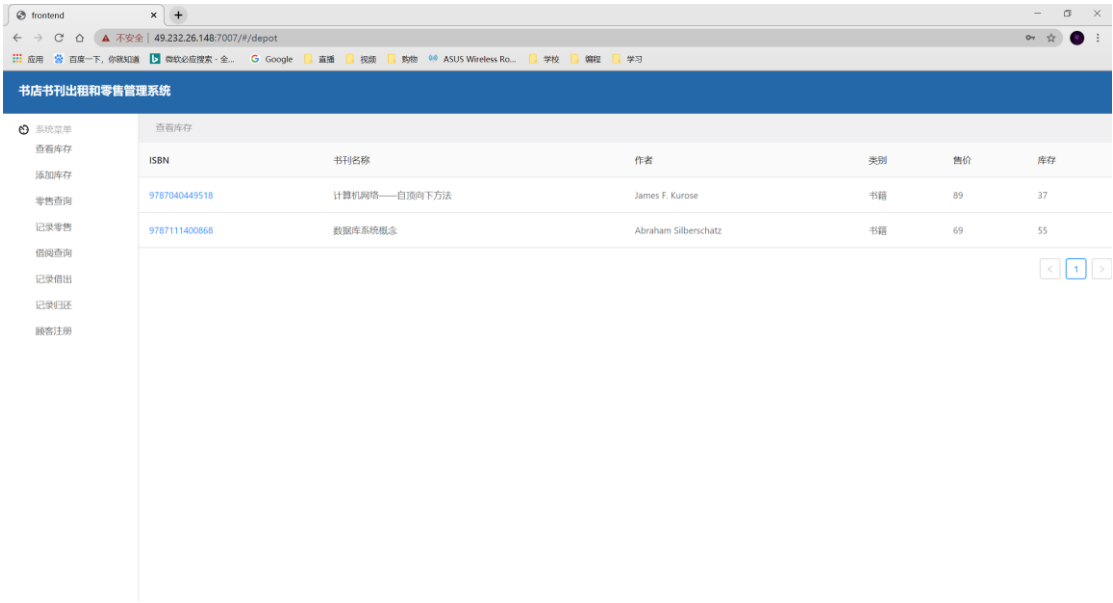 frontend
不安全 | 49.232.26.148:7007/#/depot
应用 百度一下，你就知道 微软必应搜索 - 全... Google 直播 视频 购物 ASUS Wireless Ro... 学校 编程 学习
书店书刊出租和零售管理系统
系统菜单
查看库存
添加库存
零售查询
记录零售
借阅查询
记录借出
记录归还
顾客注册
查看库存
ISBN 书刊名称 作者 类别 售价 库存
9787040449518 计算机网络——自顶向下方法 James F. Kurose 书籍 89 37
9787111400868 数据库系统概念 Abraham Silberschatz 书籍 69 55
< 1 >